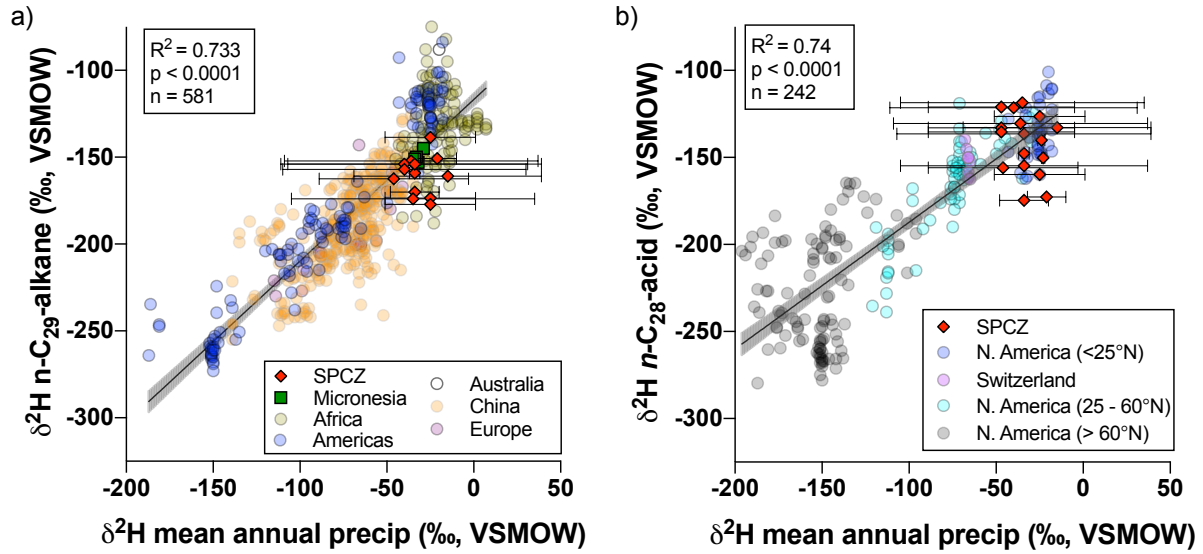 a)
R² = 0.733
p < 0.0001
n = 581
δ²H n-C₂₉-alkane (‰, VSMOW)
-100
-150
-200
-250
-300
SPCZ
Micronesia
Africa
Americas
Australia
China
Europe
-200 -150 -100 -50 0 50
δ²H mean annual precip (‰, VSMOW)
b)
R² = 0.74
p < 0.0001
n = 242
δ²H n-C₂₈-acid (‰, VSMOW)
-100
-150
-200
-250
-300
SPCZ
N. America (<25°N)
Switzerland
N. America (25 - 60°N)
N. America (> 60°N)
-200 -150 -100 -50 0 50
δ²H mean annual precip (‰, VSMOW)